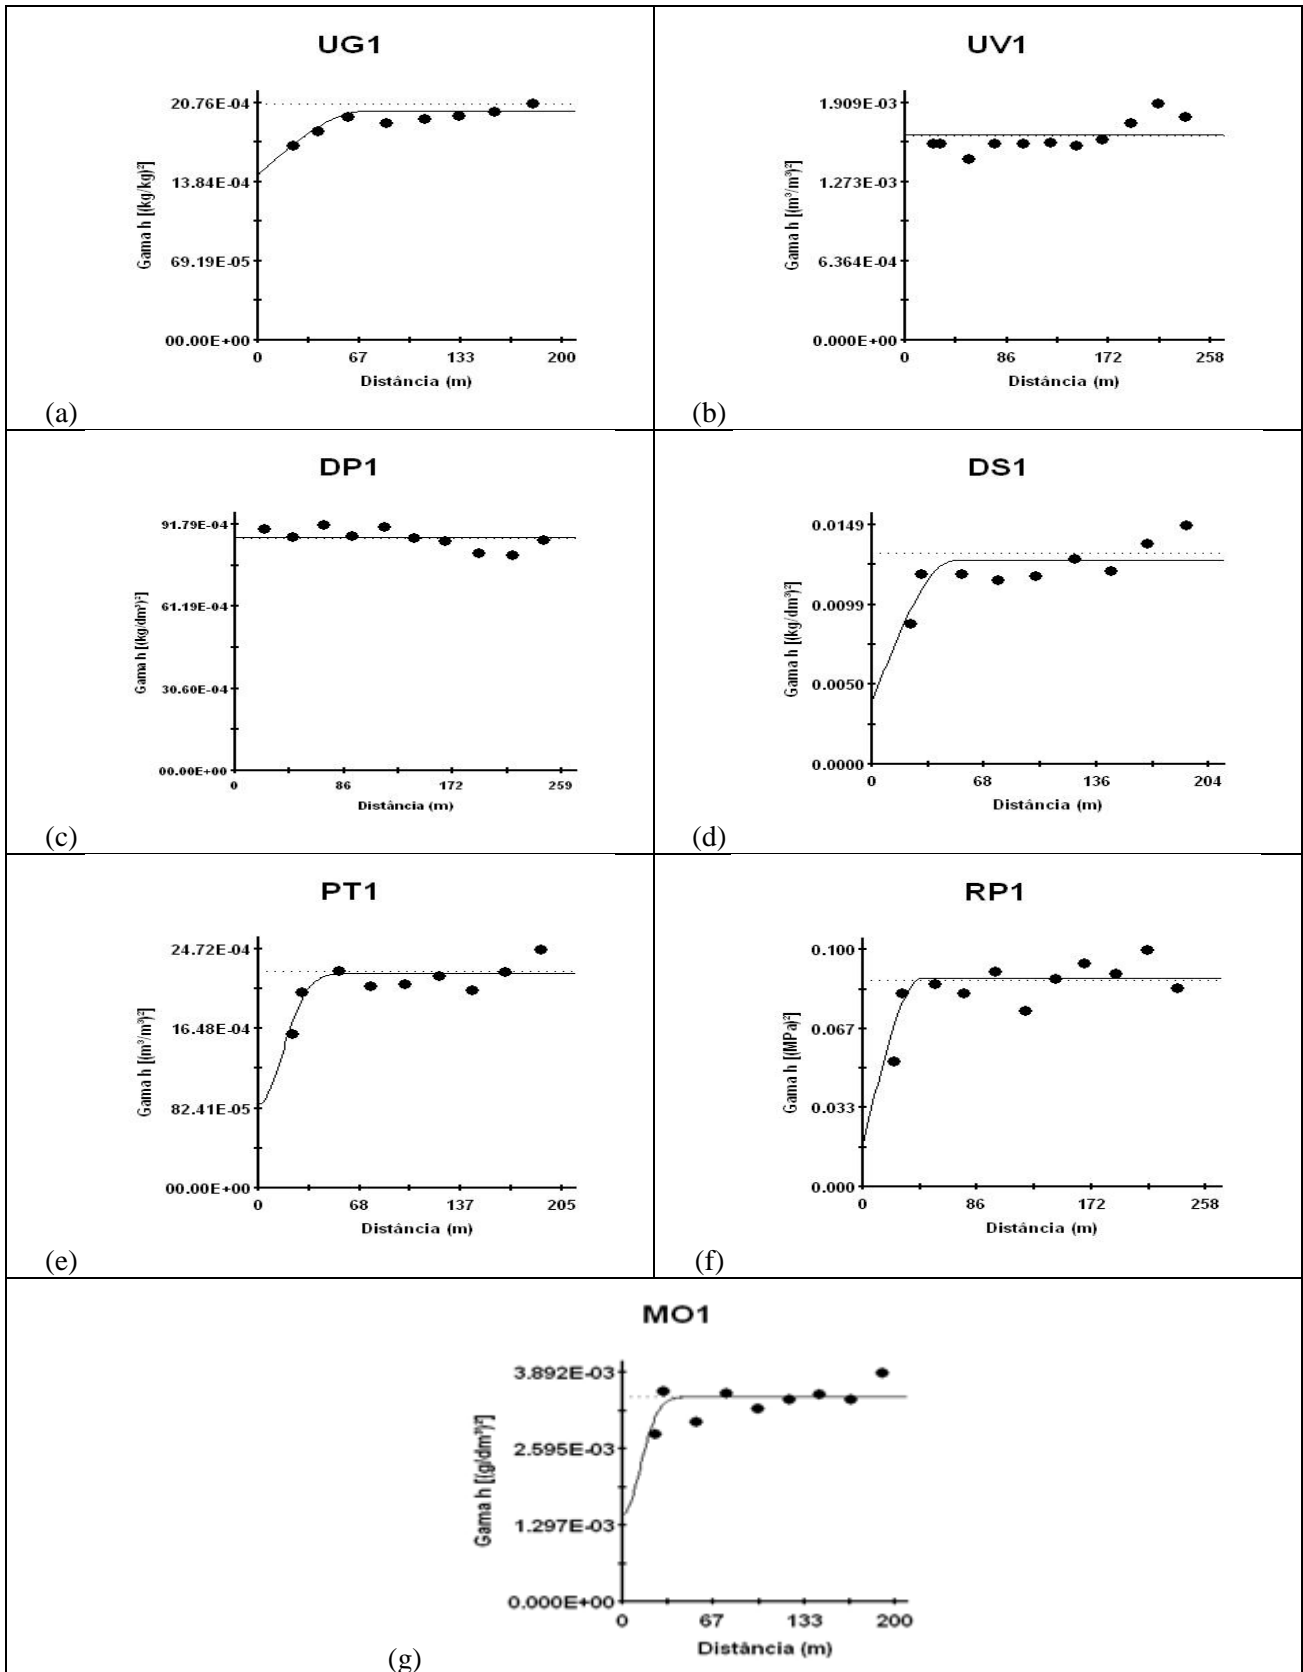 UG1
20.76E-04
13.84E-04
69.19E-05
00.00E+00
0 67 133 200
Gama h [(kg/kg)²]
Distância (m)
(a)
UV1
1.909E-03
1.273E-03
6.364E-04
0.000E+00
0 86 172 258
Gama h [(m³/m³)²]
Distância (m)
(b)
DP1
91.79E-04
61.19E-04
30.60E-04
00.00E+00
0 86 172 259
Gama h [(kg/dm³)²]
Distância (m)
(c)
DS1
0.0149
0.0099
0.0050
0.0000
0 68 136 204
Gama h [(kg/dm³)²]
Distância (m)
(d)
PT1
24.72E-04
16.48E-04
82.41E-05
00.00E+00
0 68 137 205
Gama h [(m³/m³)²]
Distância (m)
(e)
RP1
0.100
0.067
0.033
0.000
0 86 172 258
Gama h [(MPa)²]
Distância (m)
(f)
MO1
3.892E-03
2.595E-03
1.297E-03
0.000E+00
0 67 133 200
Gama h [(g/dm³)²]
Distância (m)
(g)